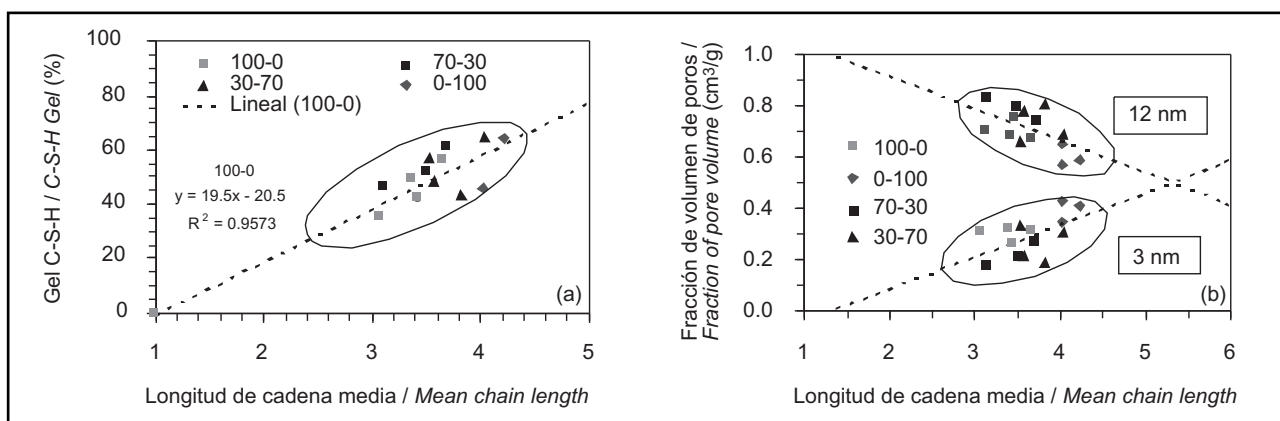 Gel C-S-H / C-S-H Gel (%)
100
80
60
40
20
0
100-0
70-30
30-70
0-100
Lineal (100-0)
100-0
y = 19.5x - 20.5
R² = 0.9573
(a)
1 2 3 4 5
Longitud de cadena media / Mean chain length
Fracción de volumen de poros /
Fraction of pore volume (cm³/g)
1.0
0.8
0.6
0.4
0.2
0.0
12 nm
100-0
0-100
70-30
30-70
3 nm
(b)
1 2 3 4 5 6
Longitud de cadena media / Mean chain length